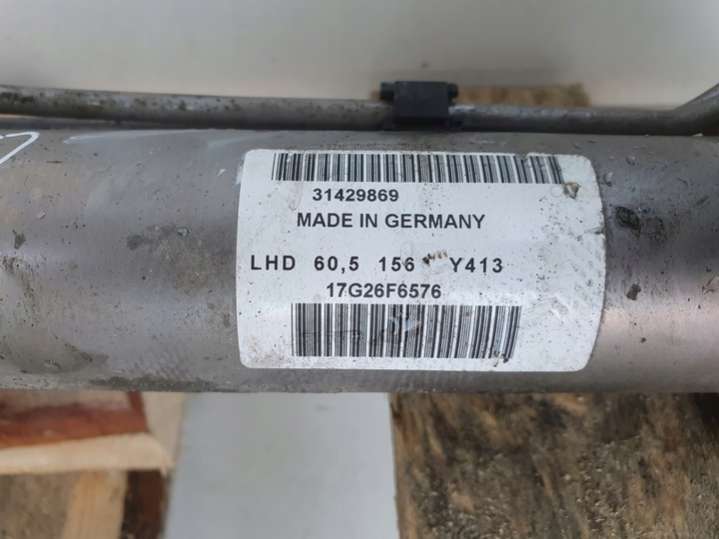 31429869
MADE IN GERMANY
LHD 60,5 156 Y413
17G26F6576